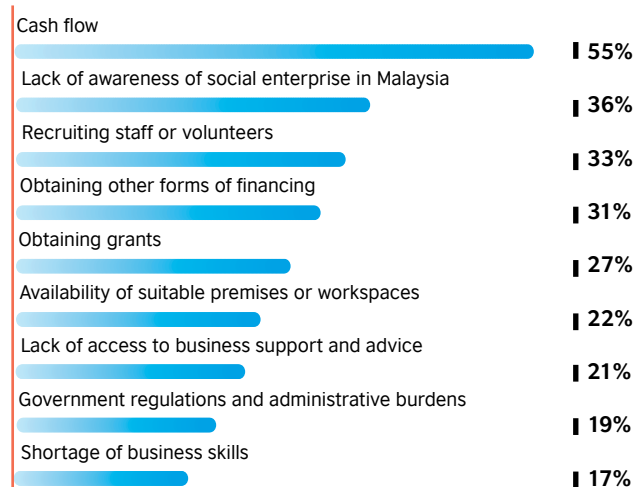 Cash flow
55%
Lack of awareness of social enterprise in Malaysia
36%
Recruiting staff or volunteers
33%
Obtaining other forms of financing
31%
Obtaining grants
27%
Availability of suitable premises or workspaces
22%
Lack of access to business support and advice
21%
Government regulations and administrative burdens
19%
Shortage of business skills
17%